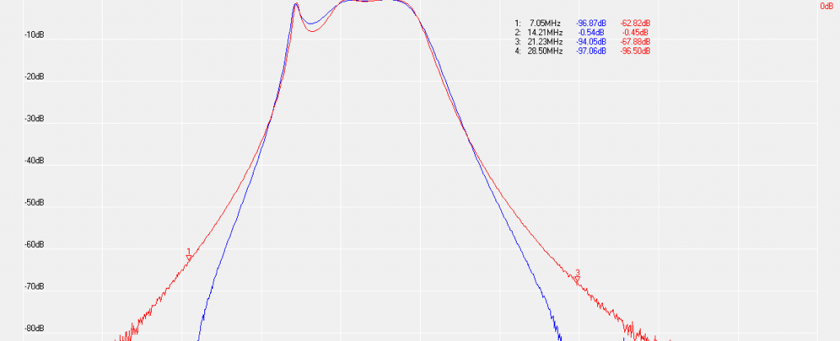 0dB
1: 7.05MHz -96.87dB -62.82dB
2: 14.21MHz -0.54dB -0.45dB
3: 21.23MHz -94.05dB -67.88dB
4: 28.50MHz -97.06dB -96.50dB
-10dB
-20dB
-30dB
-40dB
-50dB
-60dB
1
3
-70dB
-80dB